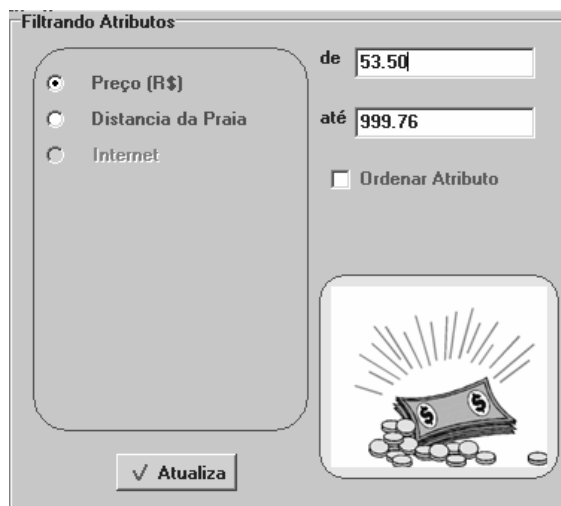 Filtrando Atributos
Preço (R$)
Distancia da Praia
Internet
de 53.50
até 999.76
Ordenar Atributo
$ $
Atualiza